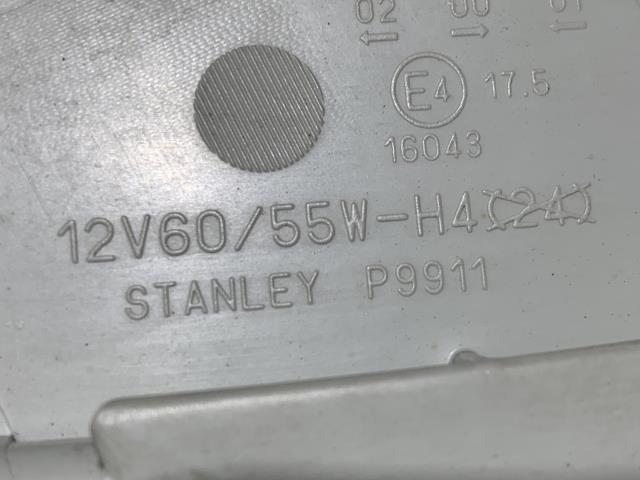 02 00 01
← → ←
E4 17.5
16043
12V60/55W-H4(24)
STANLEY P9911